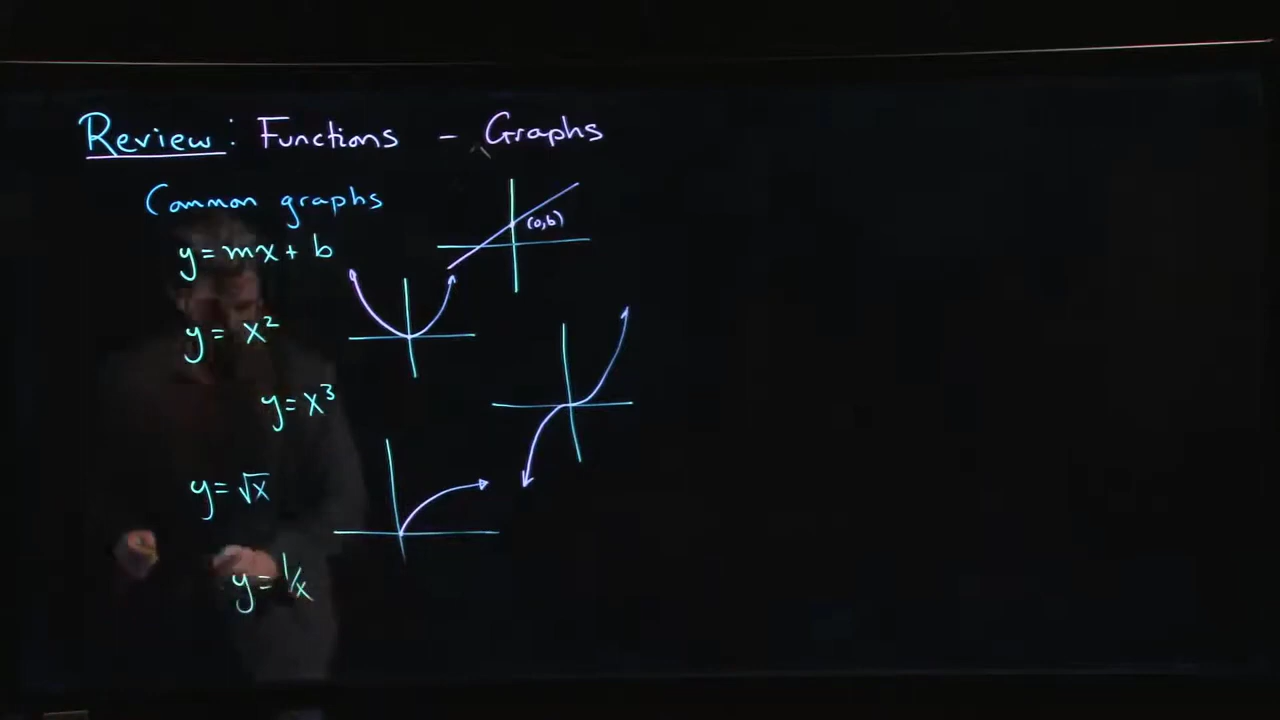 Review: Functions - Graphs
Common graphs
y = mx + b
(0,b)
y = x²
y = x³
y = √x
y = 1/x